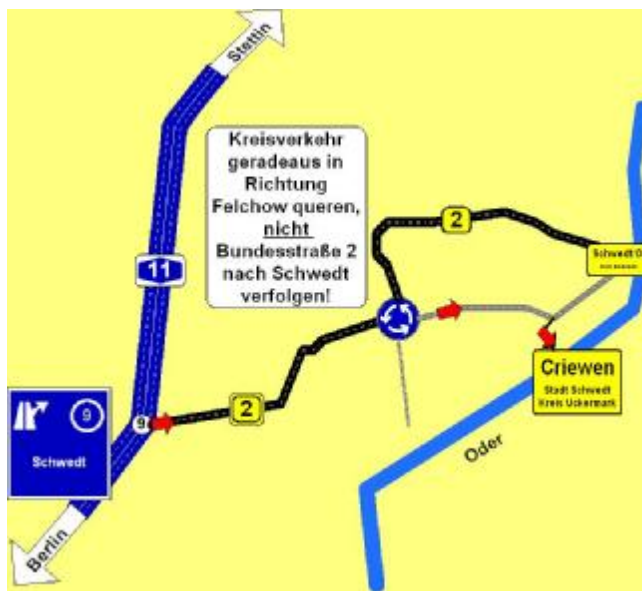 Stettin
Kreisverkehr
geradeaus in
Richtung
Felchow queren,
nicht
Bundesstraße 2
nach Schwedt
verfolgen!
2
Schwedt
11
Criewen
Stadt Schwedt
Kreis Uckermark
9
Schwedt
9
2
Oder
Berlin